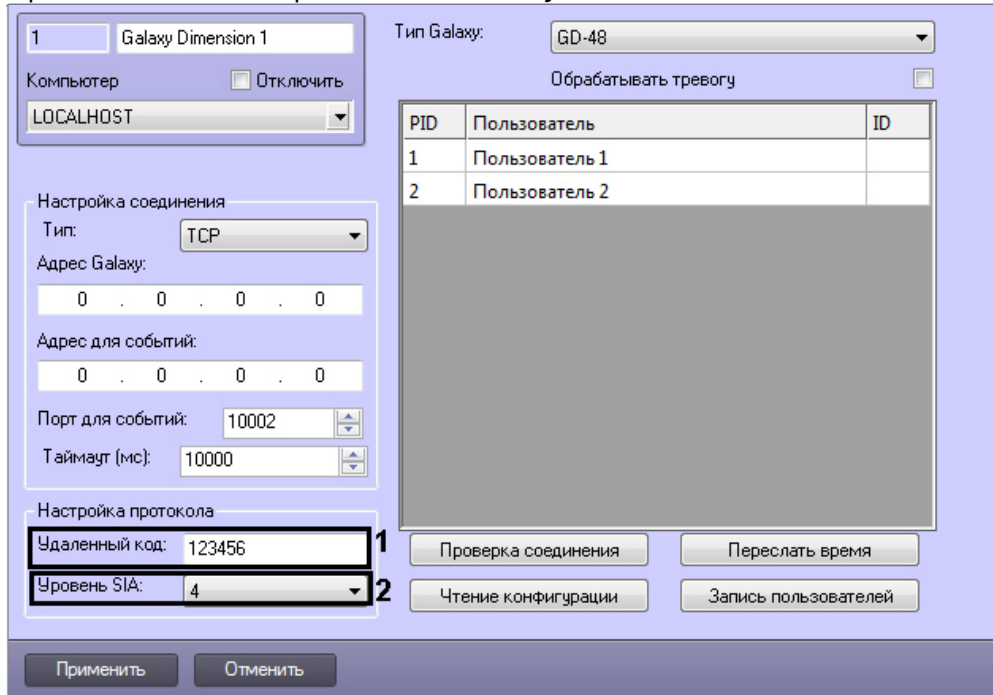 1
Galaxy Dimension 1
Компьютер
Отключить
LOCALHOST
Настройка соединения
Тип:
TCP
Адрес Galaxy:
0 . 0 . 0 . 0
Адрес для событий:
0 . 0 . 0 . 0
Порт для событий:
10002
Таймаут (мс):
10000
Настройка протокола
Удаленный код:
123456
1
Уровень SIA:
4
2
Тип Galaxy:
GD-48
Обрабатывать тревогу
PID Пользователь ID
1 Пользователь 1
2 Пользователь 2
Проверка соединения
Переслать время
Чтение конфигурации
Запись пользователей
Применить
Отменить